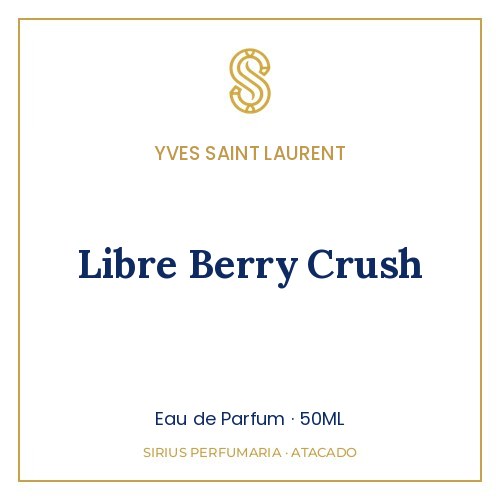 YVES SAINT LAURENT
Libre Berry Crush
Eau de Parfum · 50ML
SIRIUS PERFUMARIA · ATACADO